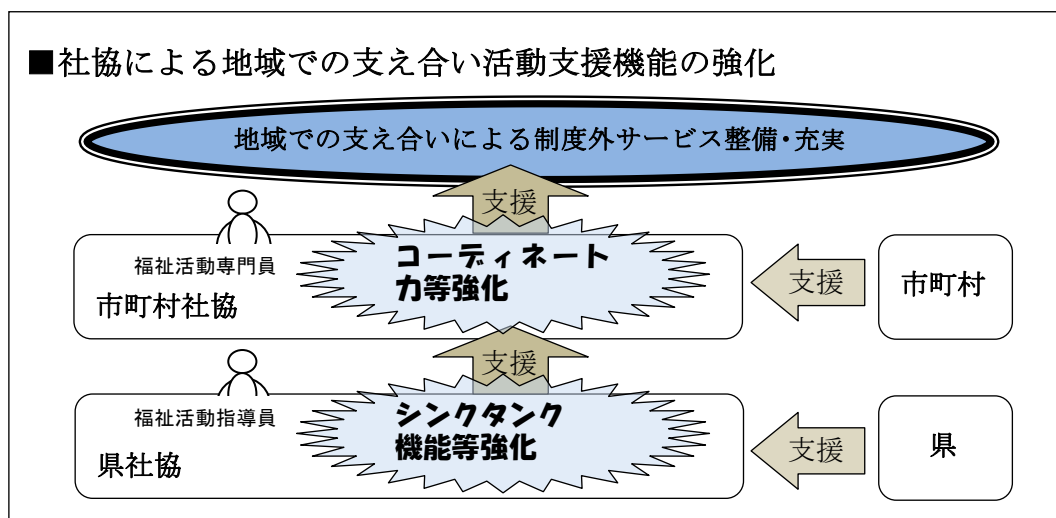 ■社協による地域での支え合い活動支援機能の強化
地域での支え合いによる制度外サービス整備・充実
支援
福祉活動専門員
市町村社協
コーディネート
力等強化
支援
市町村
支援
福祉活動指導員
県社協
シンクタンク
機能等強化
支援
県